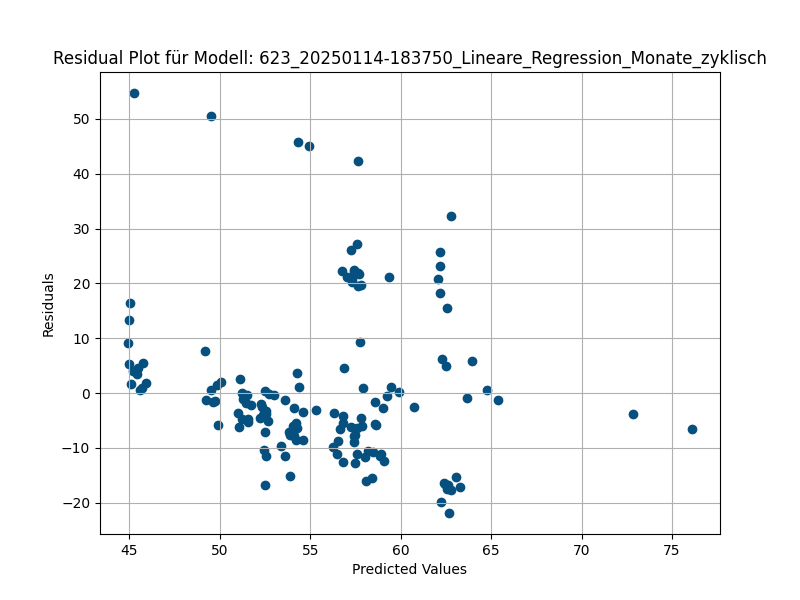 Residual Plot für Modell: 623_20250114-183750_Lineare_Regression_Monate_zyklisch
50
40
30
20
10
0
−10
−20
Residuals
45 50 55 60 65 70 75
Predicted Values